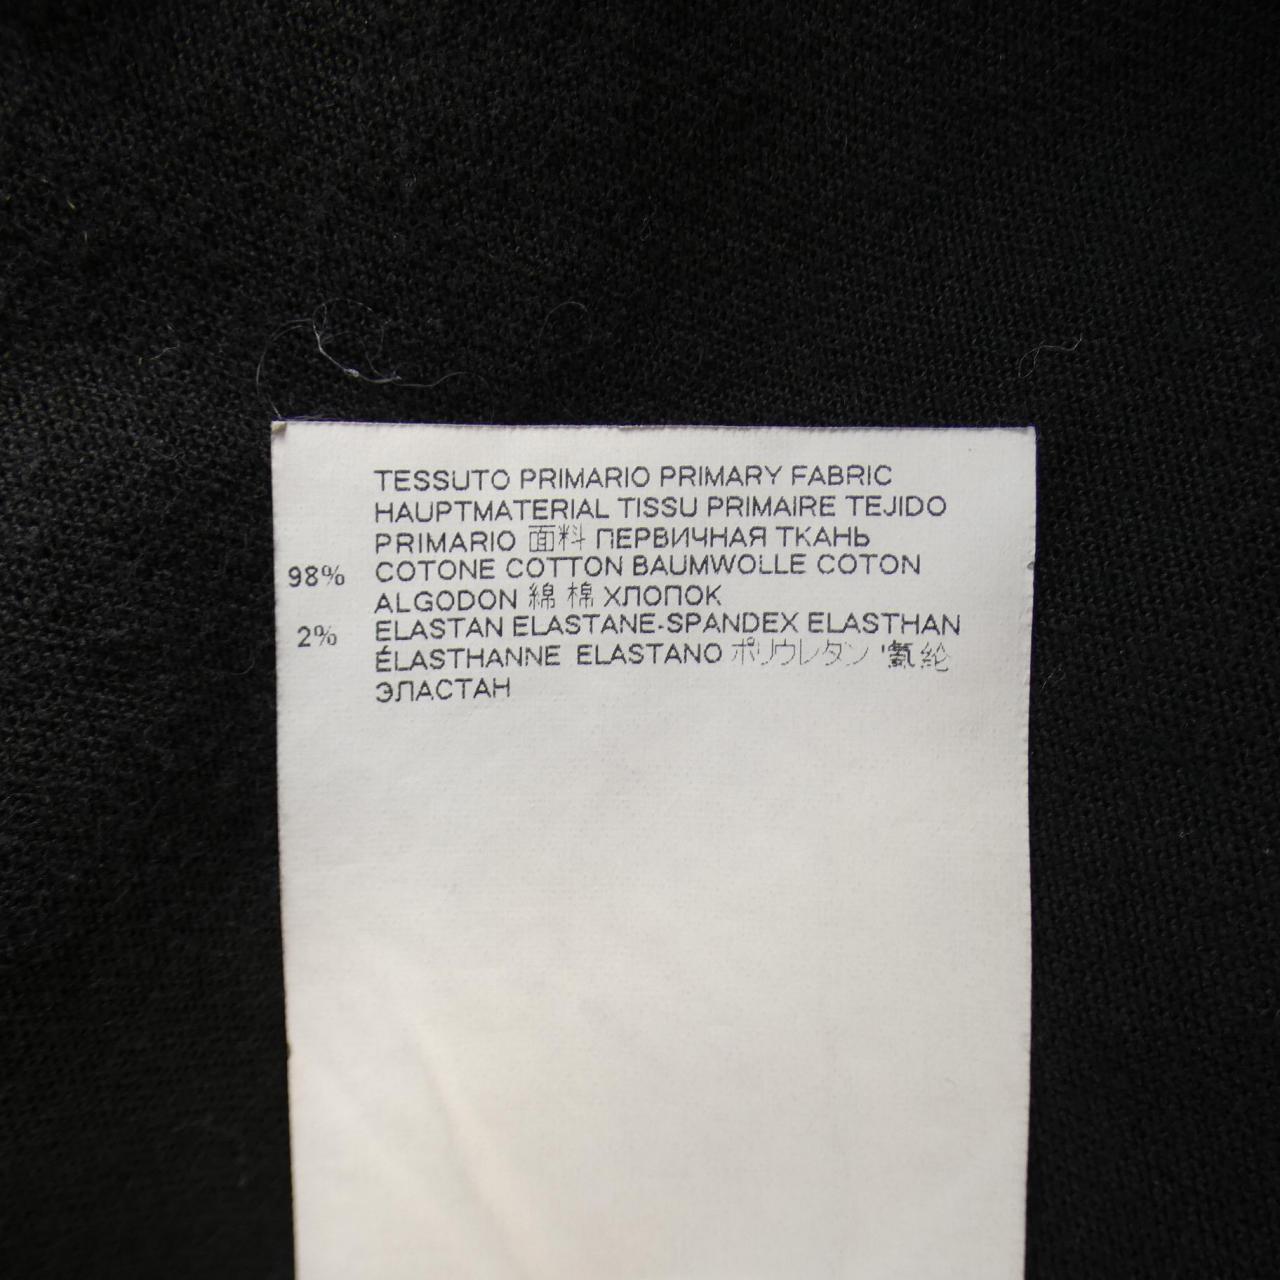 TESSUTO PRIMARIO PRIMARY FABRIC
HAUPTMATERIAL TISSU PRIMAIRE TEJIDO
PRIMARIO 面料 ПЕРВИЧНАЯ ТКАНЬ
98% COTONE COTTON BAUMWOLLE COTON
ALGODON 綿 棉 ХЛОПОК
2% ELASTAN ELASTANE-SPANDEX ELASTHAN
ÉLASTHANNE ELASTANO ポリウレタン '氨纶
ЭЛАСТАН